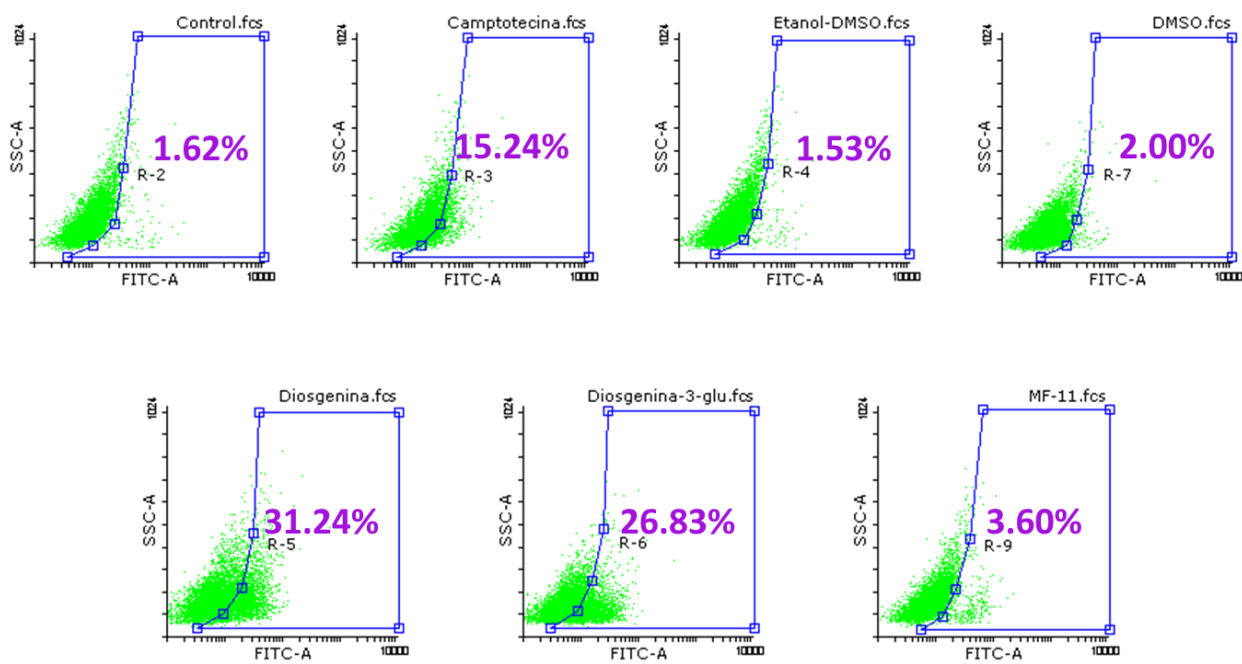 Control.fcs
1024
SSC-A
1.62%
R-2
10000
FITC-A
Camptotecina.fcs
1024
SSC-A
15.24%
R-3
10000
FITC-A
Etanol-DMSO.fcs
1024
SSC-A
1.53%
R-4
10000
FITC-A
DMSO.fcs
1024
SSC-A
2.00%
R-7
10000
FITC-A
Diosgenina.fcs
1024
SSC-A
31.24%
R-5
10000
FITC-A
Diosgenina-3-glu.fcs
1024
SSC-A
26.83%
R-6
10000
FITC-A
MF-11.fcs
1024
SSC-A
3.60%
R-9
10000
FITC-A